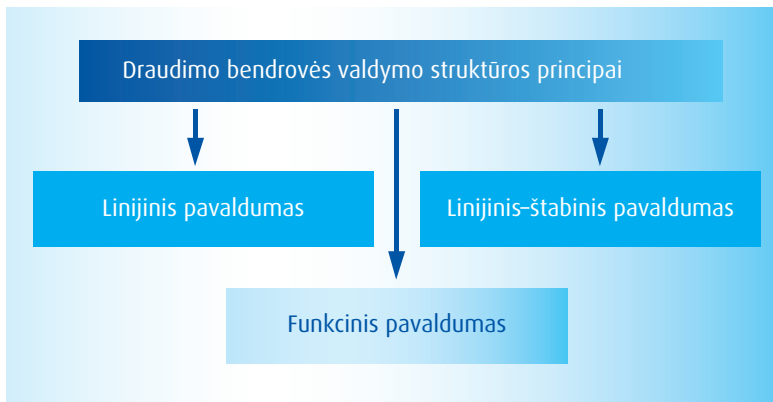 Draudimo bendrovės valdymo struktūros principai
Linijinis pavaldumas
Linijinis–štabinis pavaldumas
Funkcinis pavaldumas